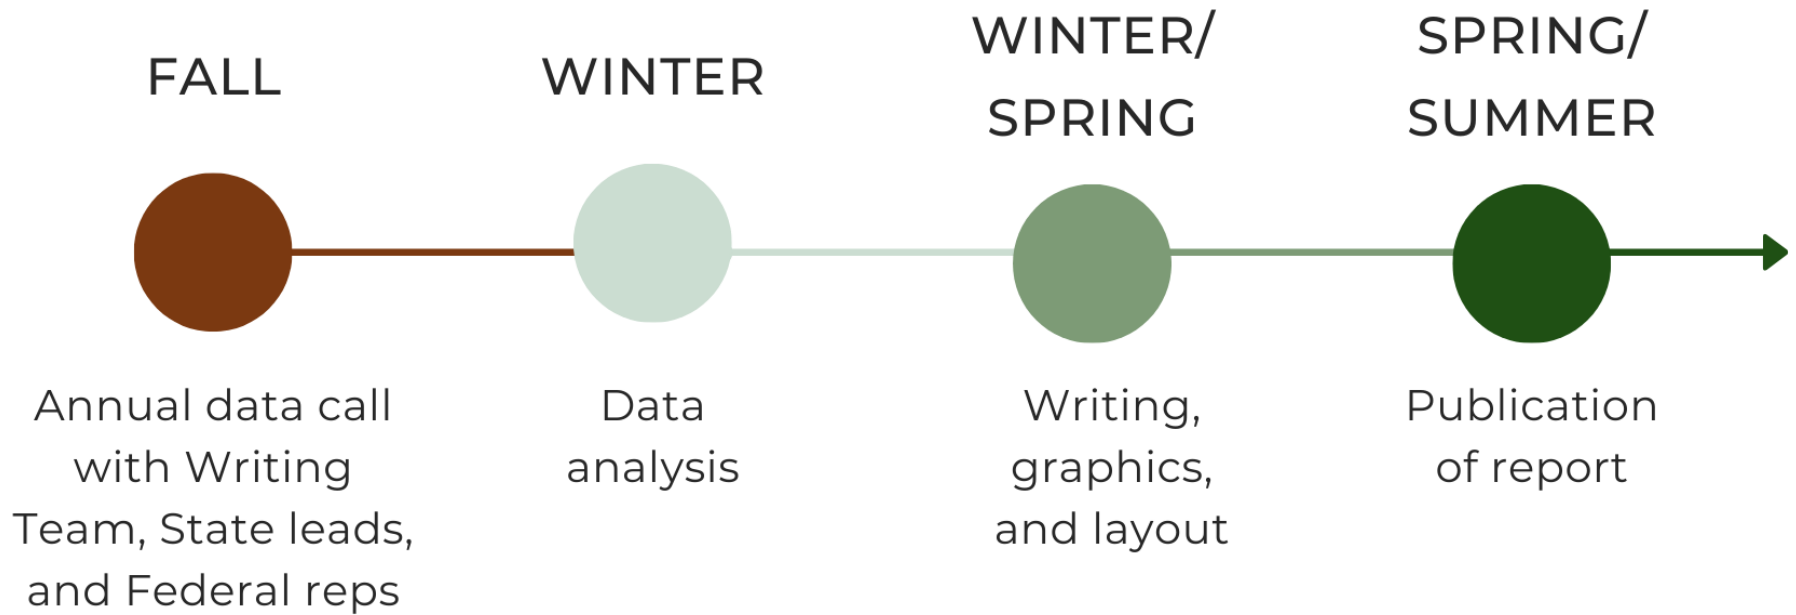 FALL
Annual data call
with Writing
Team, State leads,
and Federal reps
WINTER
Data
analysis
WINTER/
SPRING
Writing,
graphics,
and layout
SPRING/
SUMMER
Publication
of report